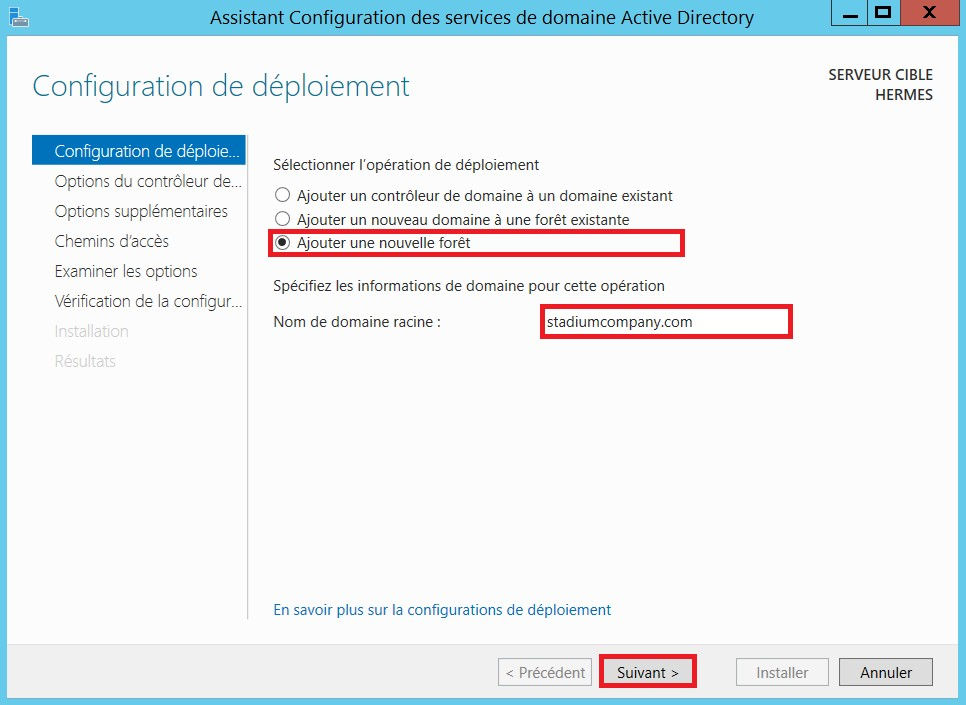 Assistant Configuration des services de domaine Active Directory
Configuration de déploiement
SERVEUR CIBLE
HERMES
Configuration de déploie...
Options du contrôleur de...
Options supplémentaires
Chemins d'accès
Examiner les options
Vérification de la configur...
Installation
Résultats
Sélectionner l'opération de déploiement
Ajouter un contrôleur de domaine à un domaine existant
Ajouter un nouveau domaine à une forêt existante
Ajouter une nouvelle forêt
Spécifiez les informations de domaine pour cette opération
Nom de domaine racine : stadiumcompany.com
En savoir plus sur la configurations de déploiement
< Précédent Suivant > Installer Annuler